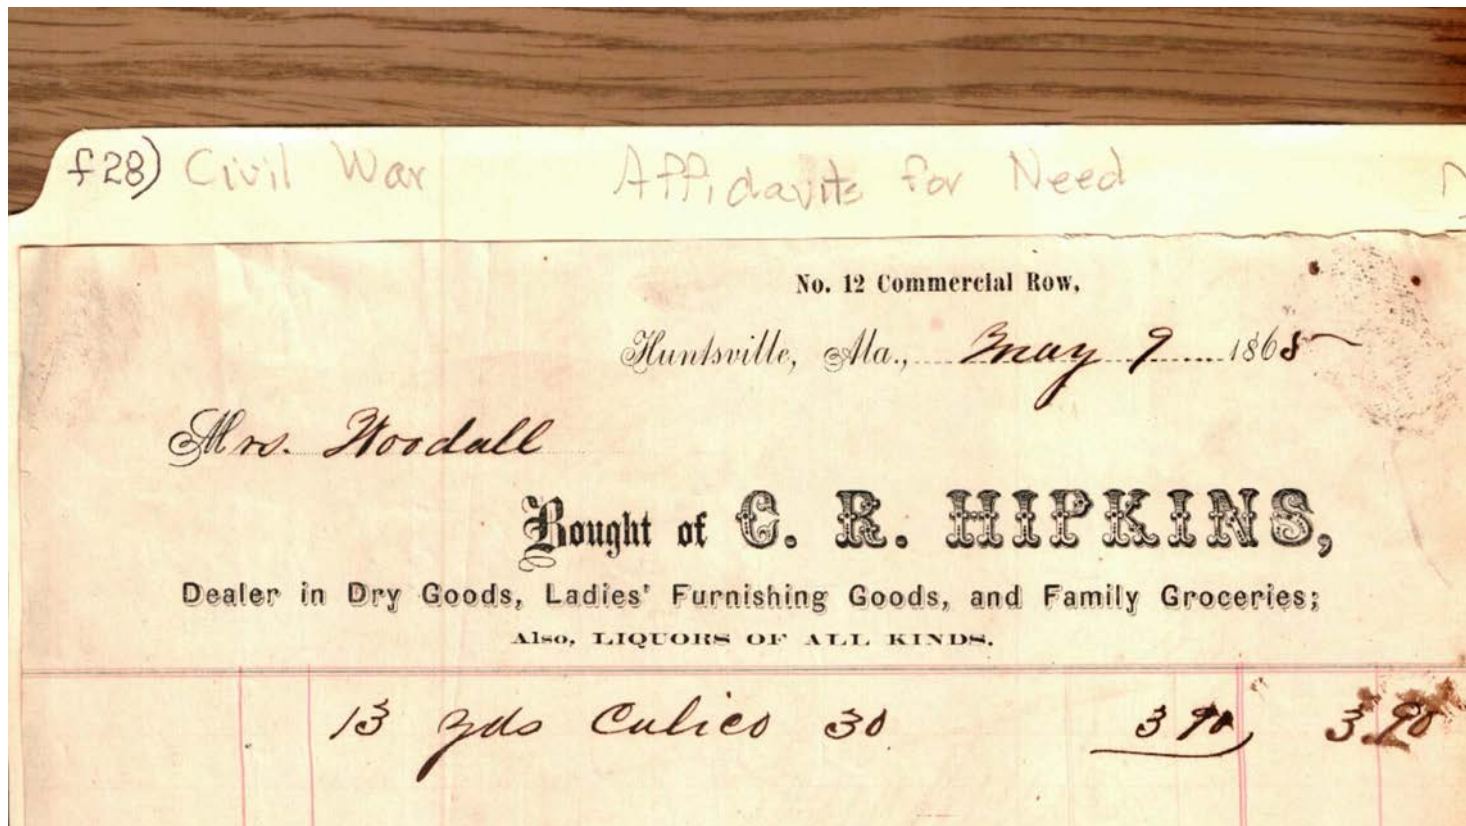 f28) Civil War Affidavits for Need
No. 12 Commercial Row,
Huntsville, Ala., May 9 1865
Mrs. Woodall
Bought of C. R. HIPKINS,
Dealer in Dry Goods, Ladies' Furnishing Goods, and Family Groceries;
Also, LIQUORS OF ALL KINDS.
13 yds Calico 30 3 90 3.90